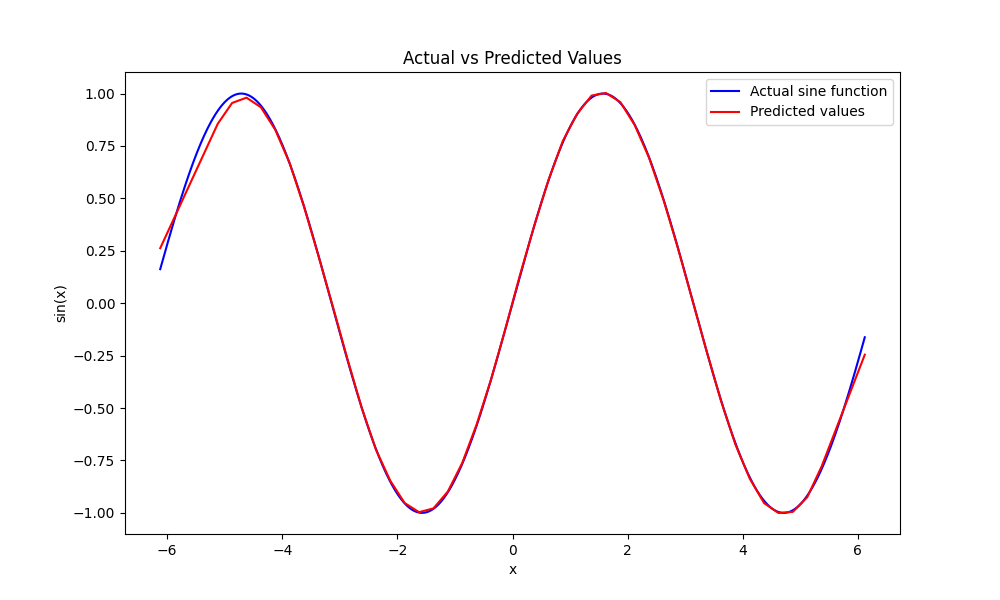 Actual vs Predicted Values
Actual sine function
Predicted values
1.00
0.75
0.50
0.25
0.00
−0.25
−0.50
−0.75
−1.00
sin(x)
−6 −4 −2 0 2 4 6
x